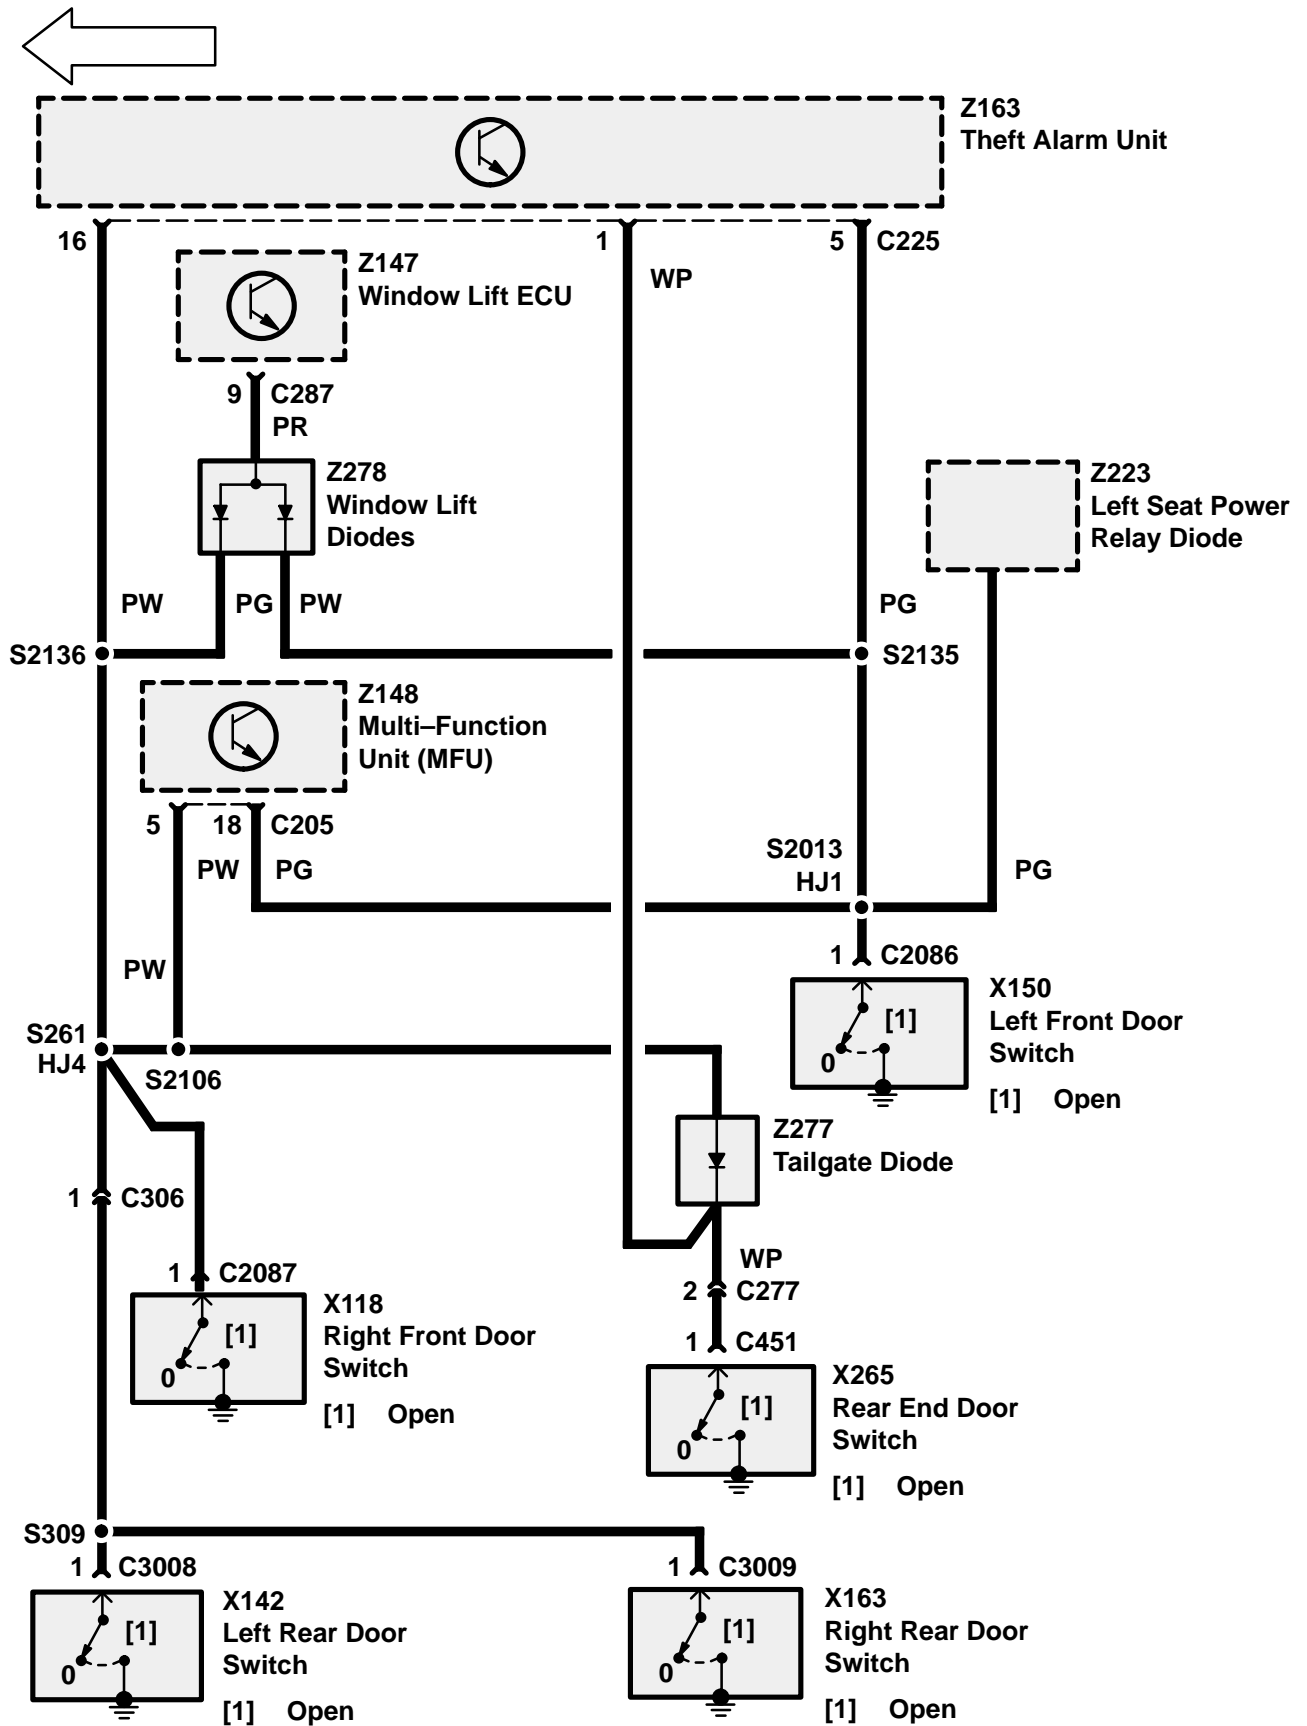 Z163
Theft Alarm Unit
16
1
5
C225
WP
Z147
Window Lift ECU
9
C287
PR
Z278
Window Lift
Diodes
Z223
Left Seat Power
Relay Diode
PW
PG
PW
PG
S2136
S2135
Z148
Multi–Function
Unit (MFU)
5
18
C205
PW
PG
S2013
HJ1
PG
1
C2086
PW
X150
Left Front Door
Switch
[1] Open
[1]
0
S261
HJ4
S2106
Z277
Tailgate Diode
1
C306
WP
2
C277
1
C2087
X118
Right Front Door
Switch
[1] Open
[1]
0
1
C451
X265
Rear End Door
Switch
[1] Open
[1]
0
S309
1
C3008
X142
Left Rear Door
Switch
[1] Open
[1]
0
1
C3009
X163
Right Rear Door
Switch
[1] Open
[1]
0